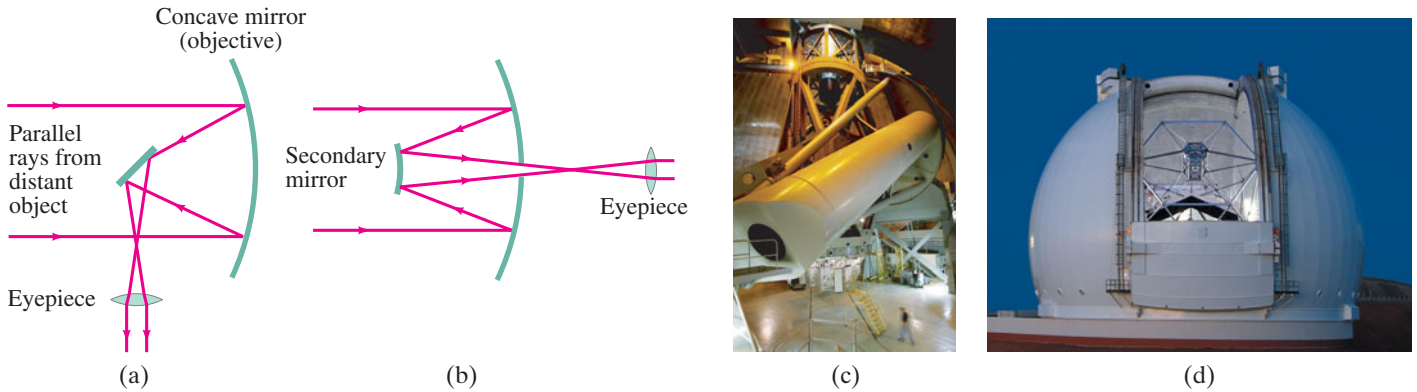 Concave mirror
(objective)
Parallel
rays from
distant
object
Eyepiece
Secondary
mirror
Eyepiece
(a)
(b)
(c)
(d)